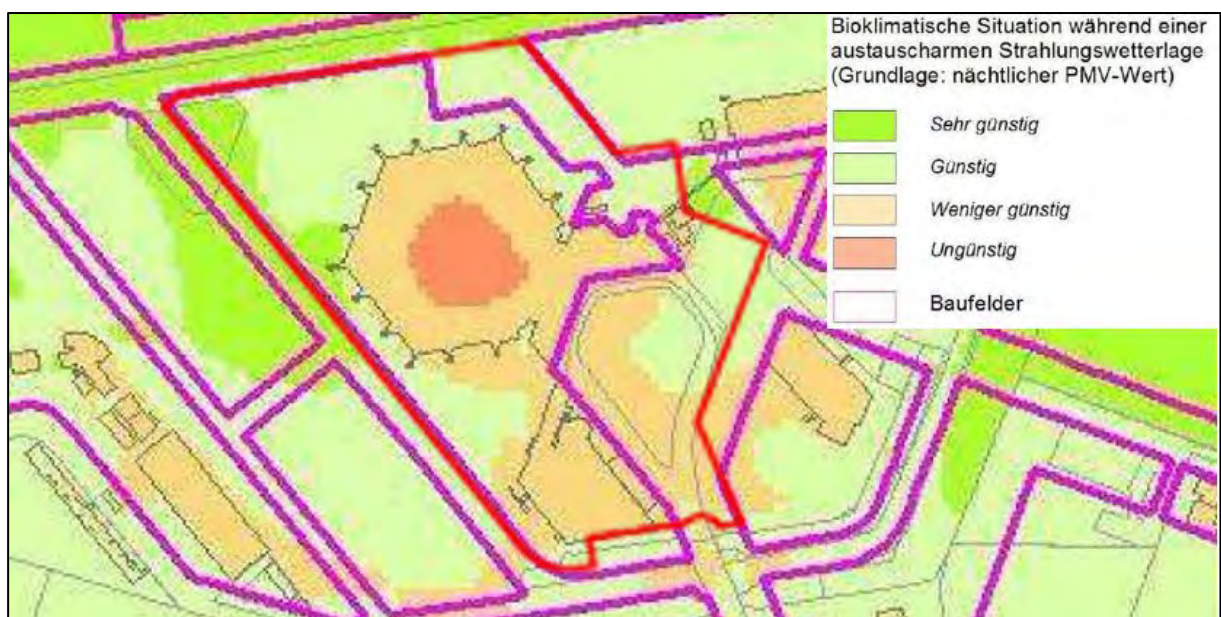 Bioklimatische Situation während einer
austauscharmen Strahlungswetterlage
(Grundlage: nächtlicher PMV-Wert)
Sehr günstig
Günstig
Weniger günstig
Ungünstig
Baufelder